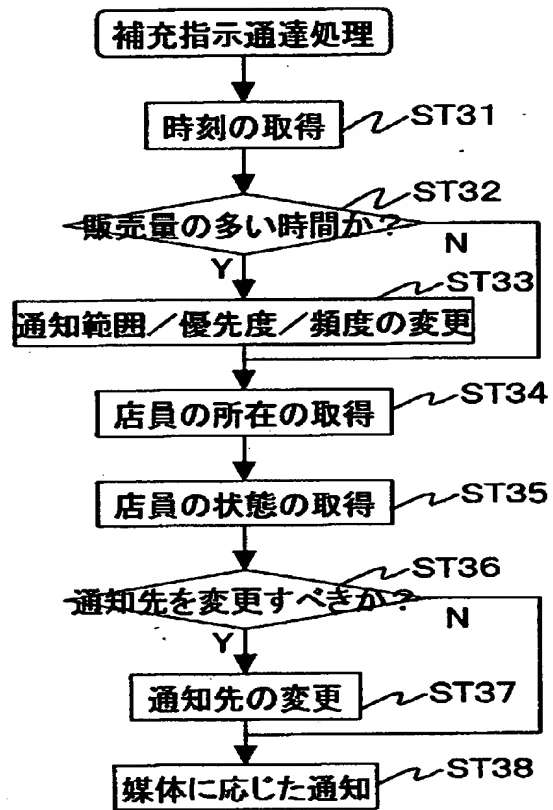 補充指示通達処理
時刻の取得
ST31
ST32
販売量の多い時間か?
N
Y
ST33
通知範囲/優先度/頻度の変更
店員の所在の取得
ST34
店員の状態の取得
ST35
ST36
通知先を変更すべきか?
N
Y
通知先の変更
ST37
媒体に応じた通知
ST38